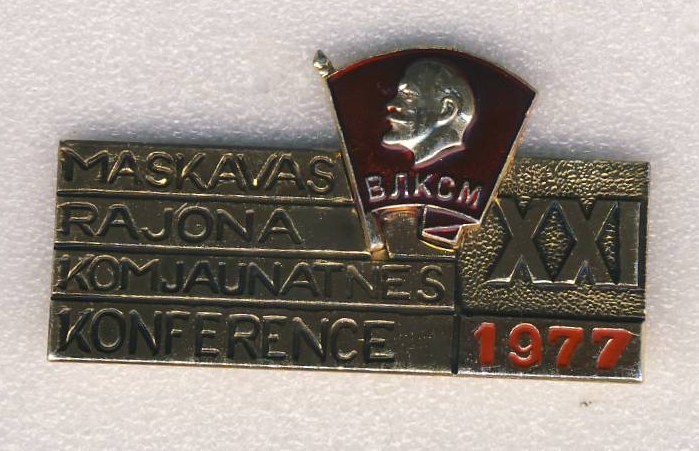 MASKAVAS
RAJONA
KOMJAUNATNES
KONFERENCE
ВЛКСМ
XXI
1977